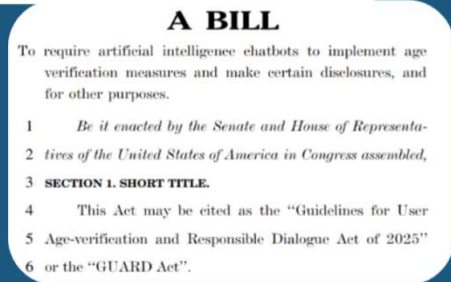 A BILL
To require artificial intelligence chatbots to implement age
verification measures and make certain disclosures, and
for other purposes.
1 Be it enacted by the Senate and House of Representa-
2 tives of the United States of America in Congress assembled,
3 SECTION 1. SHORT TITLE.
4 This Act may be cited as the “Guidelines for User
5 Age-verification and Responsible Dialogue Act of 2025”
6 or the “GUARD Act”.